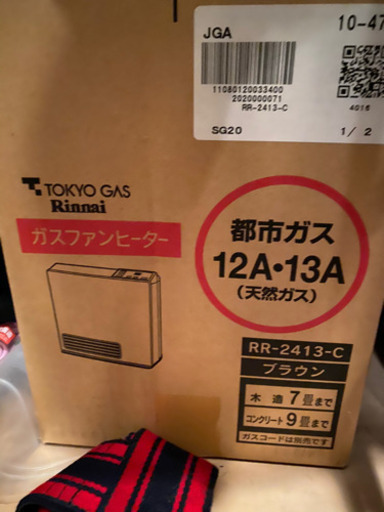 JGA
10-47
11080120033400
2020000071
RR-2413-C
4016
SG20
1/ 2
TOKYO GAS
Rinnai
ガスファンヒーター
都市ガス
12A・13A
(天然ガス)
RR-2413-C
ブラウン
木造 7畳まで
コンクリート 9畳まで
ガスコードは別売です